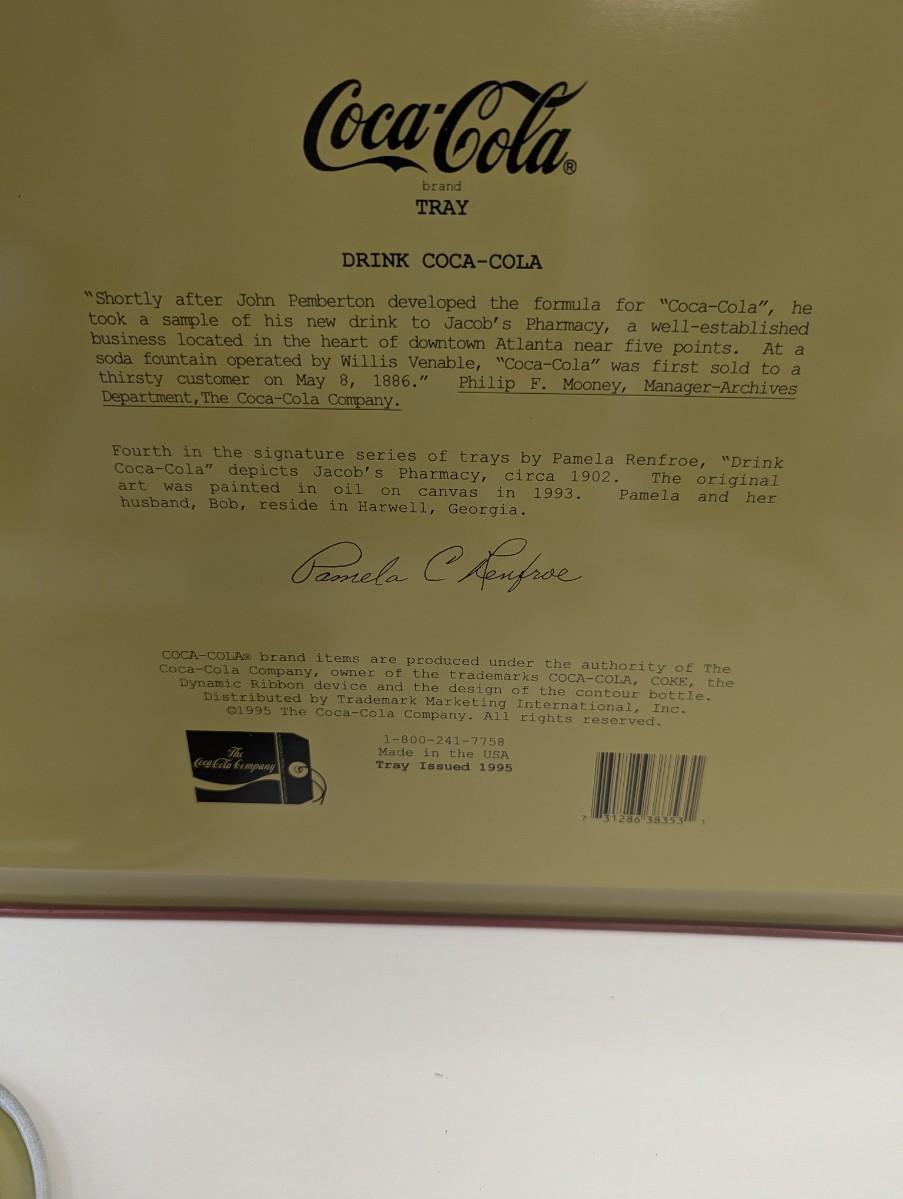 Coca-Cola®
brand
TRAY
DRINK COCA-COLA
"Shortly after John Pemberton developed the formula for "Coca-Cola", he
took a sample of his new drink to Jacob's Pharmacy, a well-established
business located in the heart of downtown Atlanta near five points. At a
soda fountain operated by Willis Venable, "Coca-Cola" was first sold to a
thirsty customer on May 8, 1886." Philip F. Mooney, Manager-Archives
Department,The Coca-Cola Company.
Fourth in the signature series of trays by Pamela Renfroe, "Drink
Coca-Cola" depicts Jacob's Pharmacy, circa 1902. The original
art was painted in oil on canvas in 1993. Pamela and her
husband, Bob, reside in Harwell, Georgia.
Pamela C Renfroe
COCA-COLA® brand items are produced under the authority of The
Coca-Cola Company, owner of the trademarks COCA-COLA, COKE, the
Dynamic Ribbon device and the design of the contour bottle.
Distributed by Trademark Marketing International, Inc.
©1995 The Coca-Cola Company. All rights reserved.
The
Coca-Cola Company
1-800-241-7758
Made in the USA
Tray Issued 1995
7 31286 38353 1